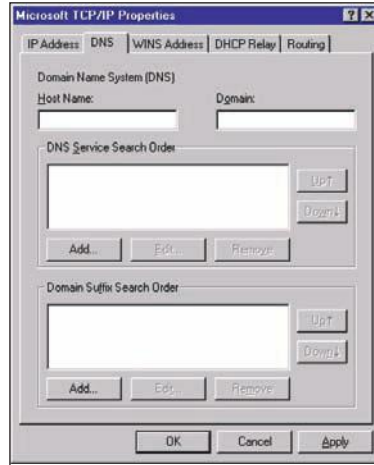 Microsoft TCP/IP Properties
IP Address DNS WINS Address DHCP Relay Routing
Domain Name System (DNS)
Host Name: Domain:
DNS Service Search Order
Up↑
Down↓
Add... Edit... Remove
Domain Suffix Search Order
Up↑
Down↓
Add... Edit... Remove
OK Cancel Apply